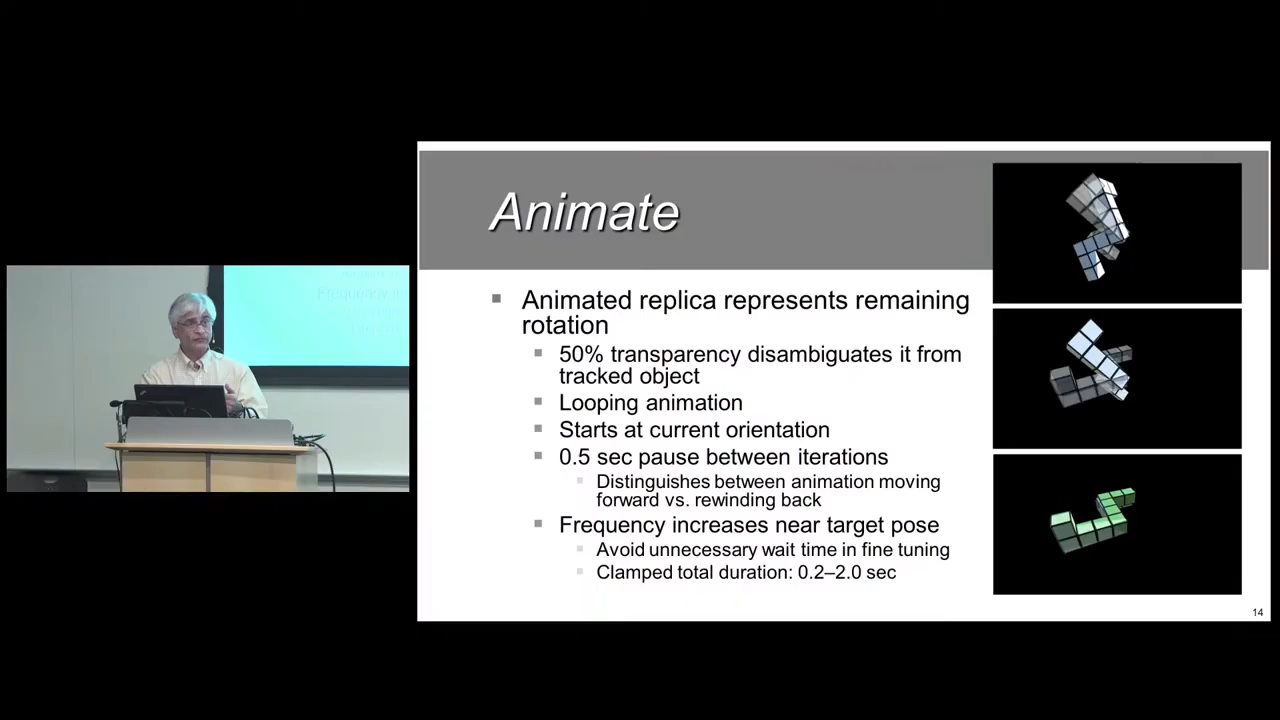 Animate
Animated replica represents remaining
rotation
50% transparency disambiguates it from
tracked object
Looping animation
Starts at current orientation
0.5 sec pause between iterations
Distinguishes between animation moving
forward vs. rewinding back
Frequency increases near target pose
Avoid unnecessary wait time in fine tuning
Clamped total duration: 0.2–2.0 sec
14